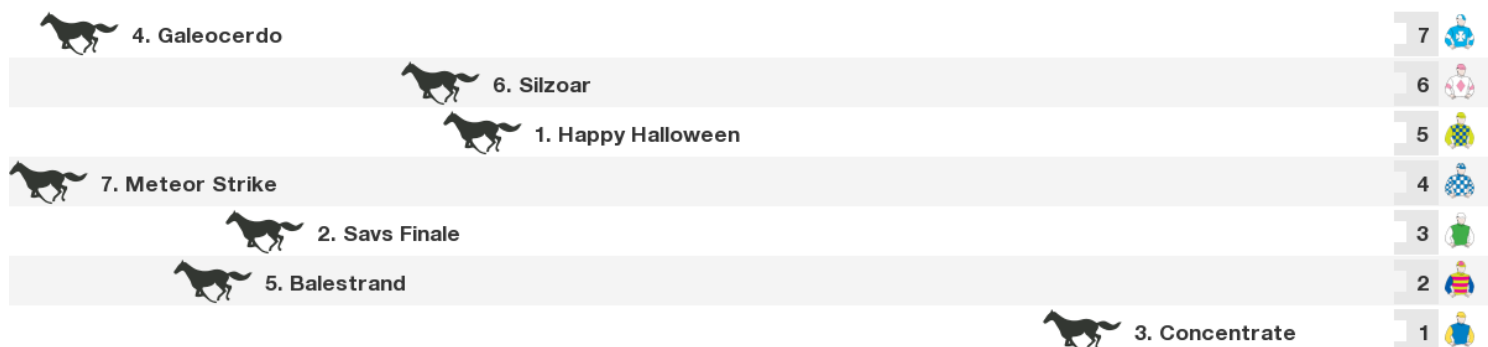 4. Galeocerdo 7
6. Silzoar 6
1. Happy Halloween 5
7. Meteor Strike 4
2. Savs Finale 3
5. Balestrand 2
3. Concentrate 1